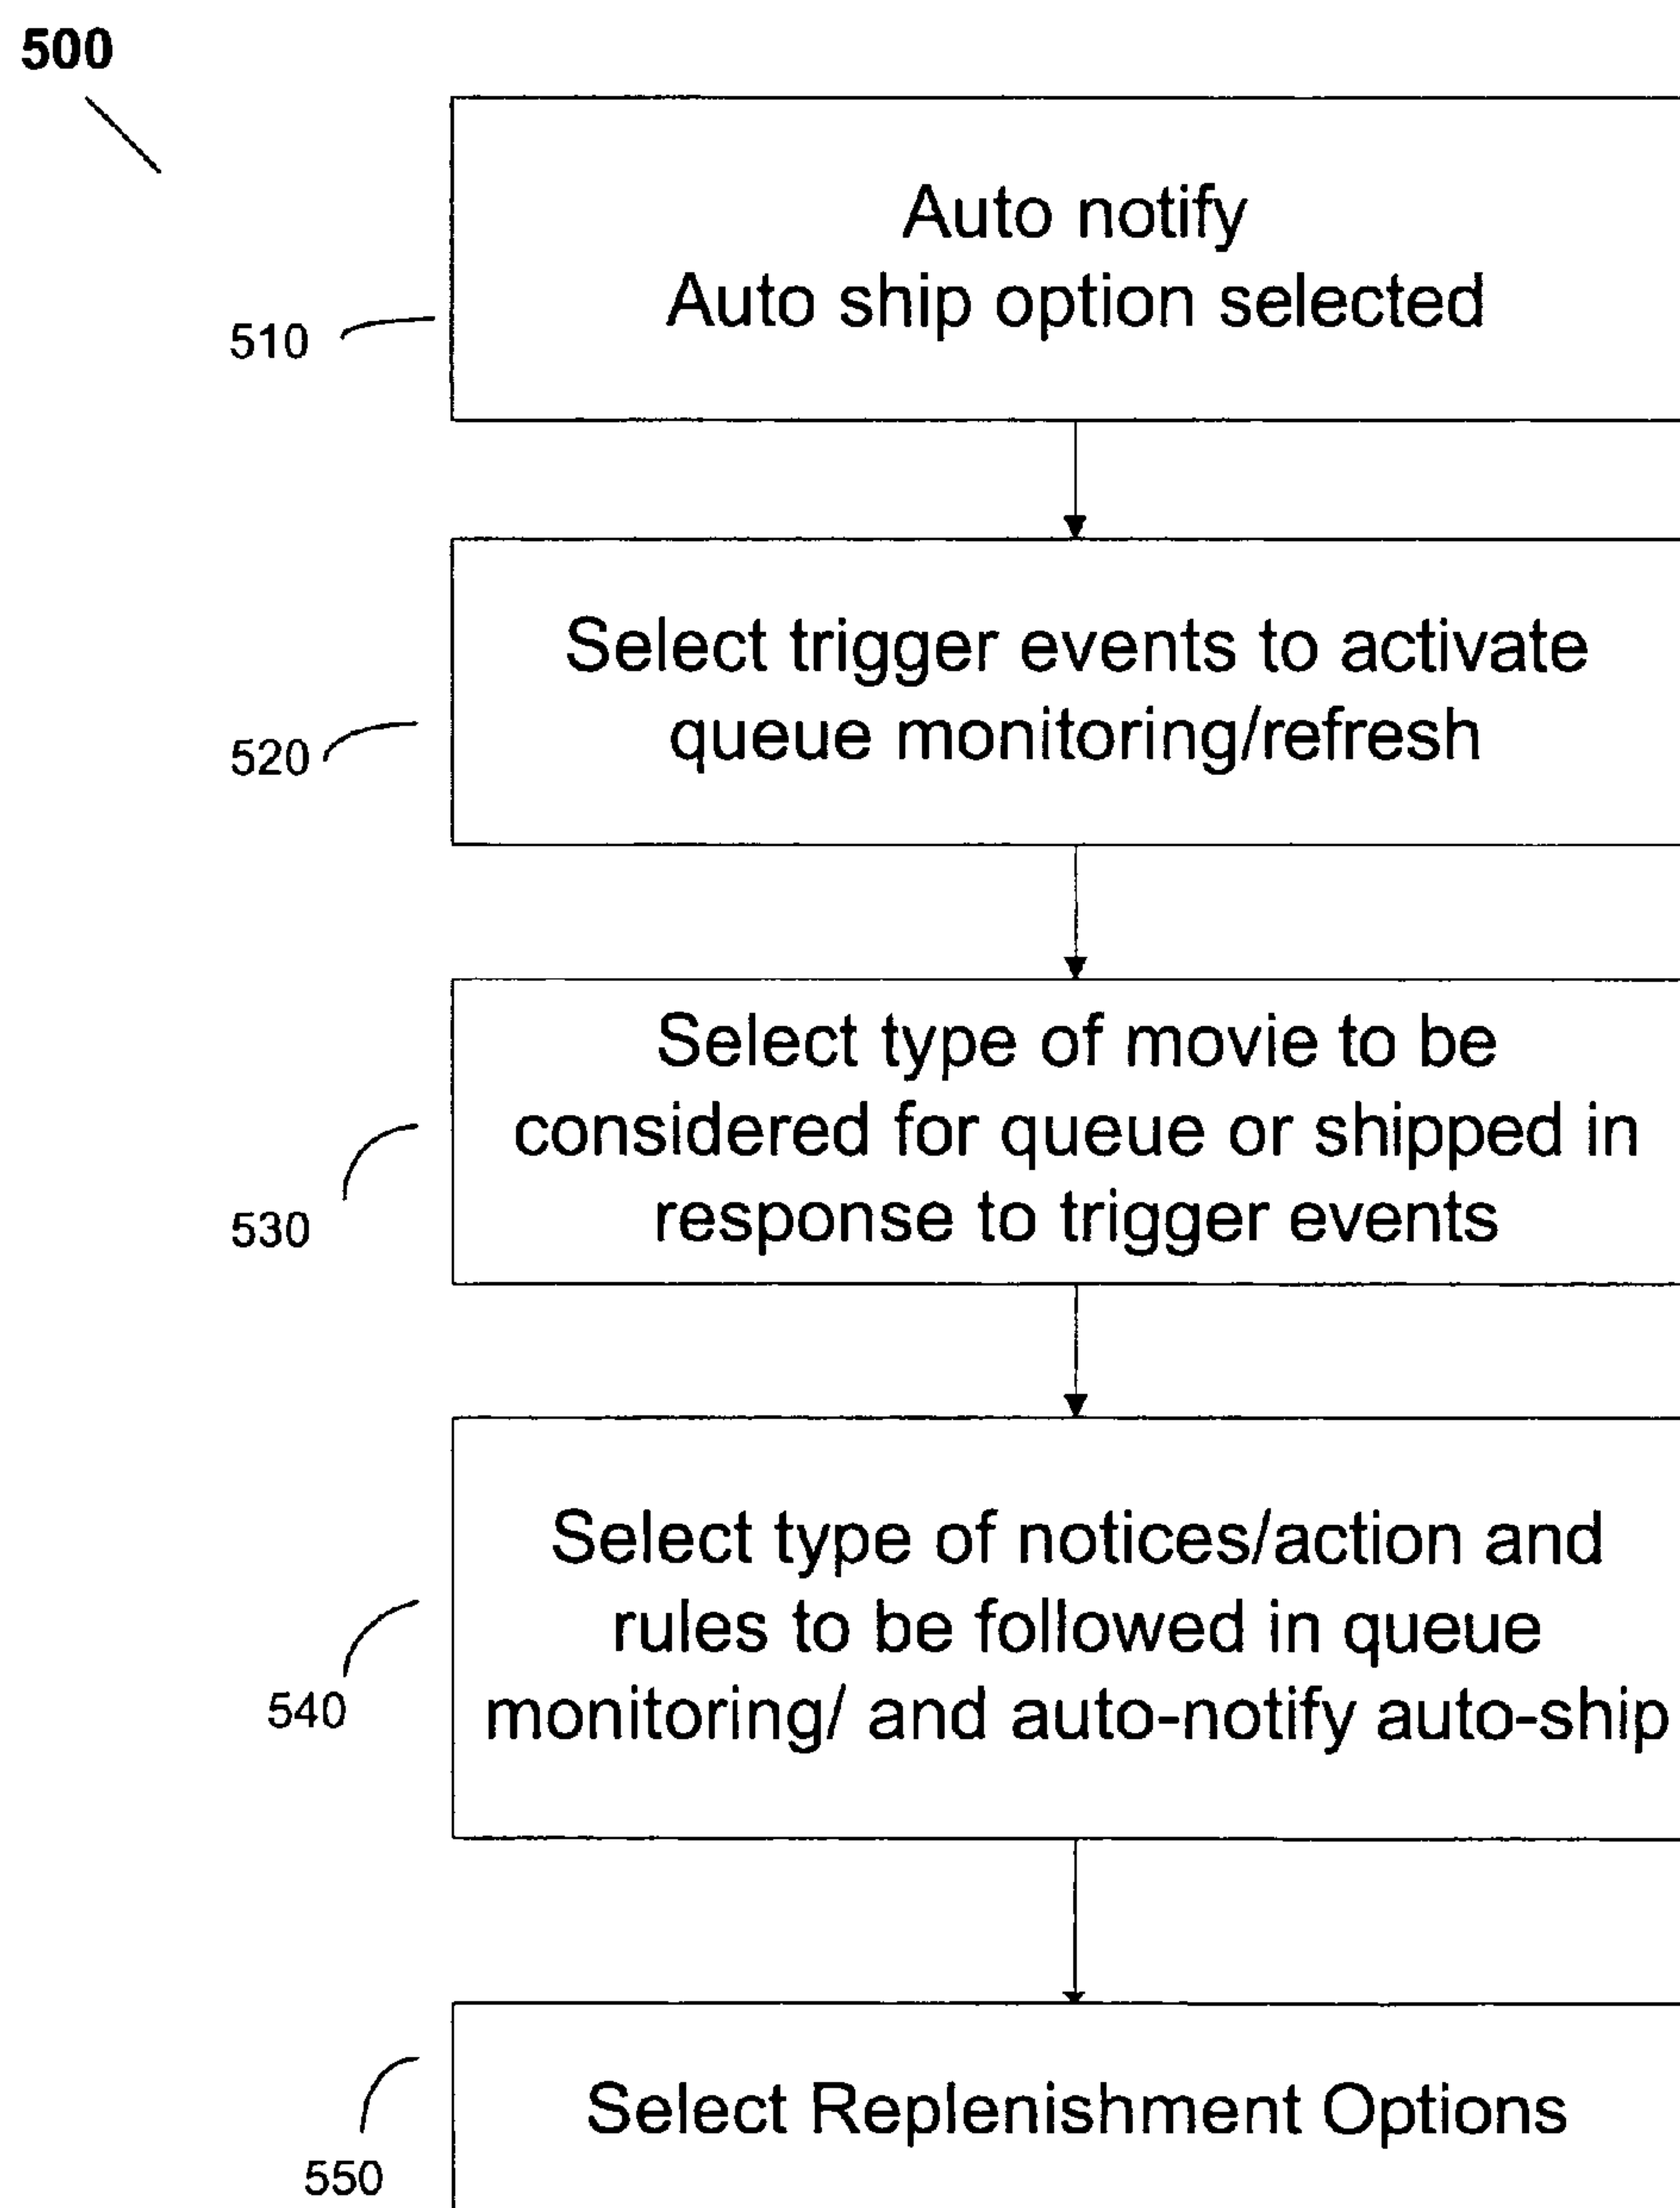 500
Auto notify
Auto ship option selected
510
Select trigger events to activate
queue monitoring/refresh
520
Select type of movie to be
considered for queue or shipped in
response to trigger events
530
Select type of notices/action and
rules to be followed in queue
monitoring/ and auto-notify auto-ship
540
Select Replenishment Options
550